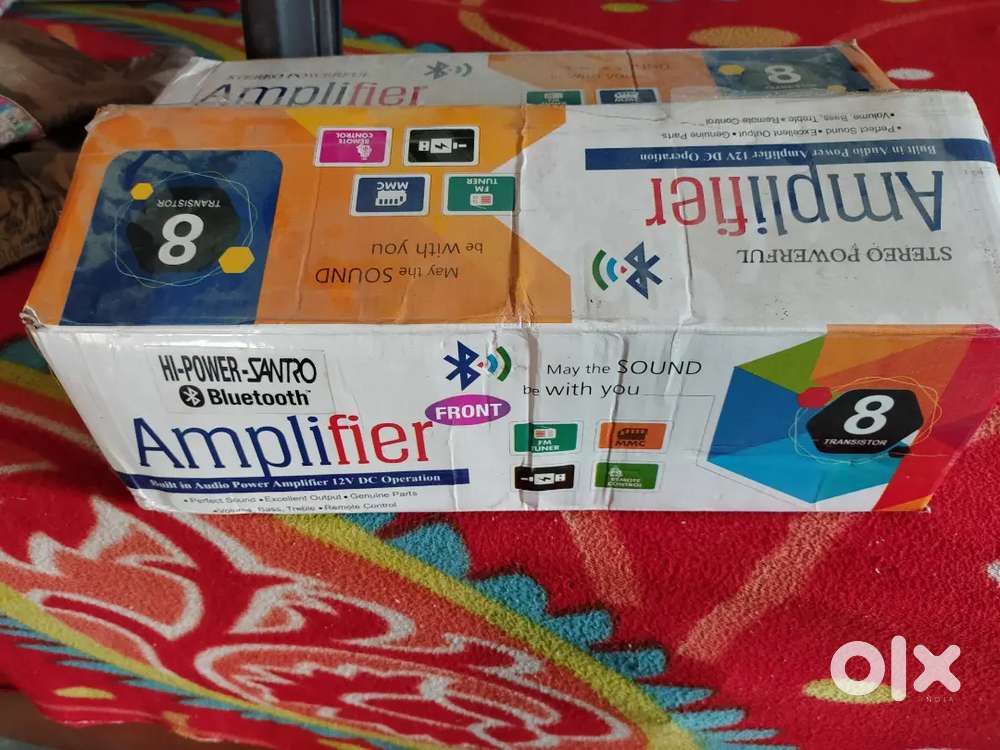 Amplifier
8
8
TRANSISTOR
REMOTE
CONTROL
MMC
FM
TUNER
May the SOUND
be with you
STEREO POWERFUL
Amplifier
Built in Audio Power Amplifier 12V DC Operation
• Perfect Sound • Excellent Output • Genuine Parts
• Volume, Bass, Treble • Remote Control
HI-POWER-SANTRO
Bluetooth
Amplifier
FRONT
Built in Audio Power Amplifier 12V DC Operation
• Perfect Sound • Excellent Output • Genuine Parts
• Volume, Bass, Treble • Remote Control
May the SOUND
be with you
FM
TUNER
MMC
REMOTE
CONTROL
8
TRANSISTOR
olx
INDIA